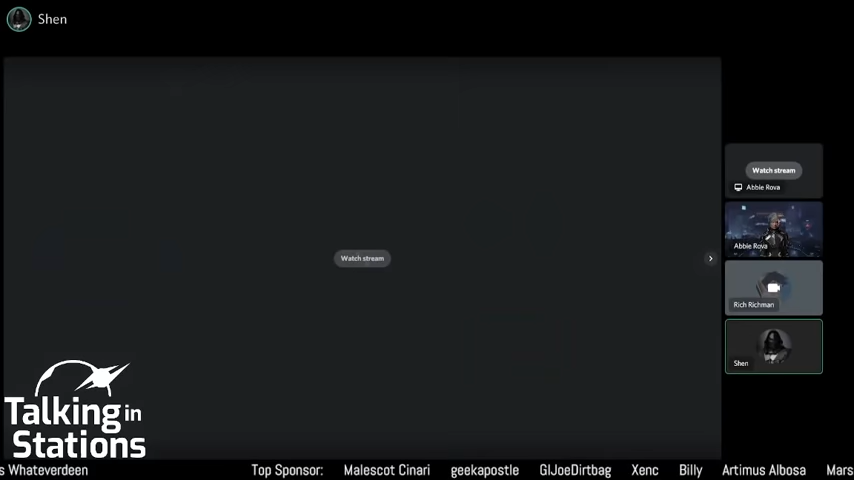 Shen
Watch stream
Abbie Rova
Abbie Rova
Watch stream
Rich Richman
Shen
Talking in
Stations
s Whateverdeen Top Sponsor: Malescot Cinari geekapostle GIJoeDirtbag Xenc Billy Artimus Albosa Mars